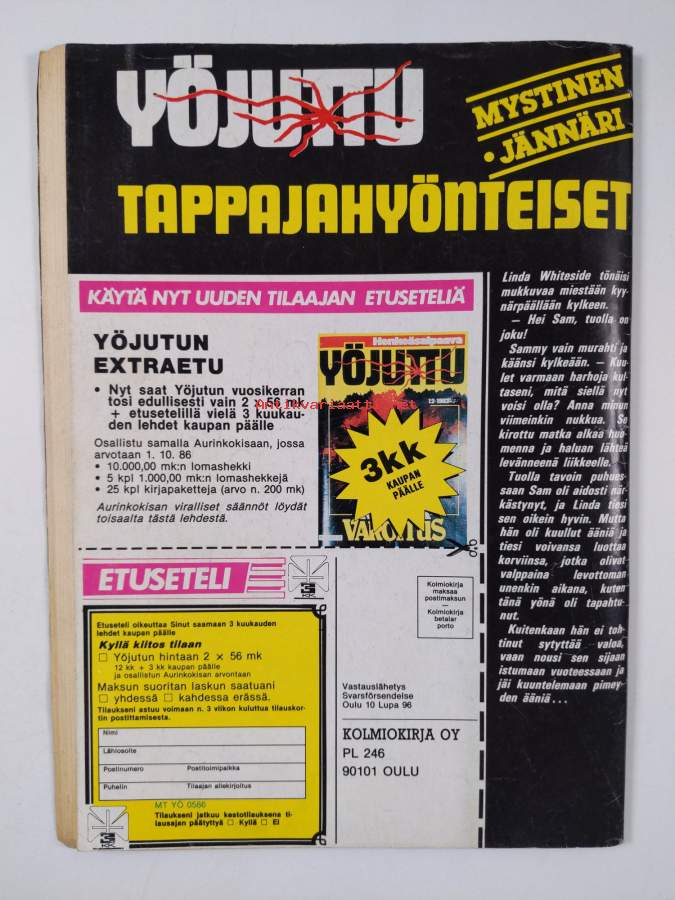 YÖJUTTU
MYSTINEN
• JÄNNÄRI
TAPPAJAHYÖNTEISET
KÄYTÄ NYT UUDEN TILAAJAN ETUSETELIÄ
YÖJUTUN
EXTRAETU
• Nyt saat Yöjutun vuosikerran
tosi edullisesti vain 2 x 56 mk
+ etusetelillä vielä 3 kuukau-
den lehdet kaupan päälle
Osallistu samalla Aurinkokisaan, jossa
arvotaan 1. 10. 86
• 10.000,00 mk:n lomashekki
• 5 kpl 1.000,00 mk:n lomashekkejä
• 25 kpl kirjapaketteja (arvo n. 200 mk)
Aurinkokisan viralliset säännöt löydät
toisaalta tästä lehdestä.
Henkeäsalpaava
YÖJUTTU
12·1983
3kk
KAUPAN
PÄÄLLE
VAROITUS
Antikvariaatti.net
Linda Whiteside tönäisi
mukkuvaa miestään kyy-
närpäällään kylkeen.
— Hei Sam, tuolla on
joku!
Sammy vain murahti ja
käänsi kylkeään. — Kuu-
let varmaan harhoja kul-
taseni, mitä siellä nyt
voisi olla? Anna minun
viimeinkin nukkua. Se
kirottu matka alkaa huo-
menna ja haluan lähteä
levänneenä liikkeelle.
Tuolla tavoin puhues-
saan Sam oli aidosti när-
kästynyt, ja Linda tiesi
sen oikein hyvin. Mutta
hän oli kuullut ääniä ja
tiesi voivansa luottaa
korviinsa, jotka olivat
valppaina levottoman
unenkin aikana, kuten
tänä yönä oli tapahtu-
nut.
Kuitenkaan hän ei toh-
tinut sytyttää valoa,
vaan nousi sen sijaan
istumaan vuoteessaan ja
jäi kuuntelemaan pimey-
den ääniä...
ETUSETELI
3
KK
Etuseteli oikeuttaa Sinut saamaan 3 kuukauden
lehdet kaupan päälle
Kyllä kiitos tilaan
□ Yöjutun hintaan 2 × 56 mk
12 kk + 3 kk kaupan päälle
ja osallistun Aurinkokisan arvontaan
Maksun suoritan laskun saatuani
□ yhdessä □ kahdessa erässä.
Tilaukseni astuu voimaan n. 3 viikon kuluttua tilauskor-
tin postittamisesta.
Nimi
Lähiosoite
Postinumero Postitoimipaikka
Puhelin Tilaajan allekirjoitus
MT YÖ 0566
Tilaukseni jatkuu kestotilauksena ti-
lausajan päätyttyä □ Kyllä □ Ei
3
KK
Kolmiokirja
maksaa
postimaksun
—
Kolmiokirja
betalar
porto
Vastauslähetys
Svarsförsendelse
Oulu 10 Lupa 96
KOLMIOKIRJA OY
PL 246
90101 OULU